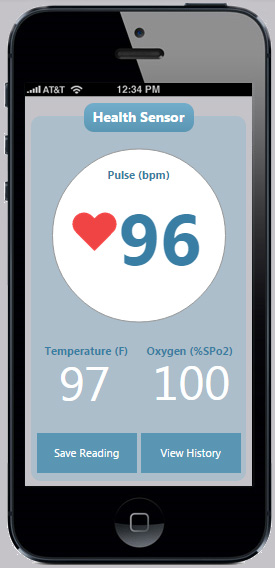 AT&T 12:34 PM
Health Sensor
Pulse (bpm)
96
Temperature (F) Oxygen (%SPo2)
97 100
Save Reading View History